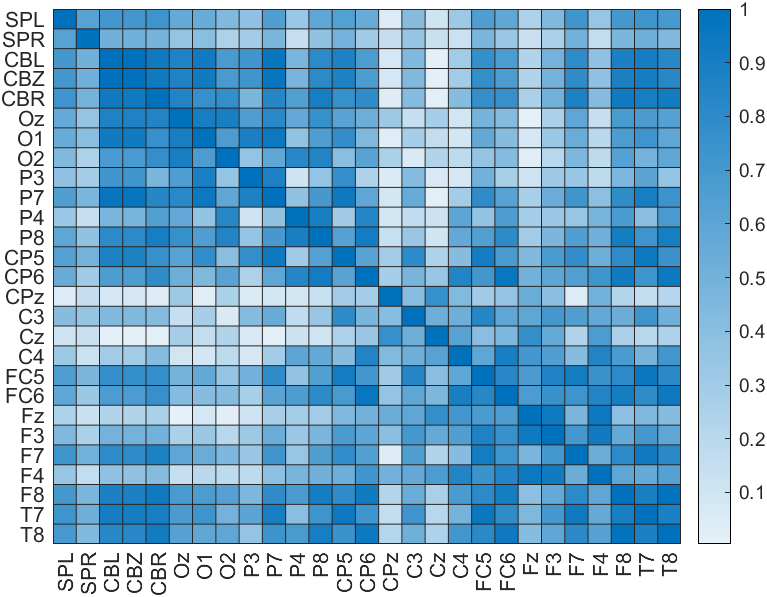 SPL
SPR
CBL
CBZ
CBR
Oz
O1
O2
P3
P7
P4
P8
CP5
CP6
CPz
C3
Cz
C4
FC5
FC6
Fz
F3
F7
F4
F8
T7
T8
SPL SPR CBL CBZ CBR Oz O1 O2 P3 P7 P4 P8 CP5 CP6 CPz C3 Cz C4 FC5 FC6 Fz F3 F7 F4 F8 T7 T8
1
0.9
0.8
0.7
0.6
0.5
0.4
0.3
0.2
0.1